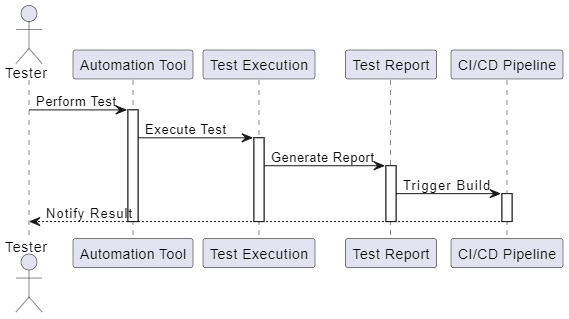 Tester
Automation Tool
Test Execution
Test Report
CI/CD Pipeline
Perform Test
Execute Test
Generate Report
Trigger Build
Notify Result
Tester
Automation Tool
Test Execution
Test Report
CI/CD Pipeline